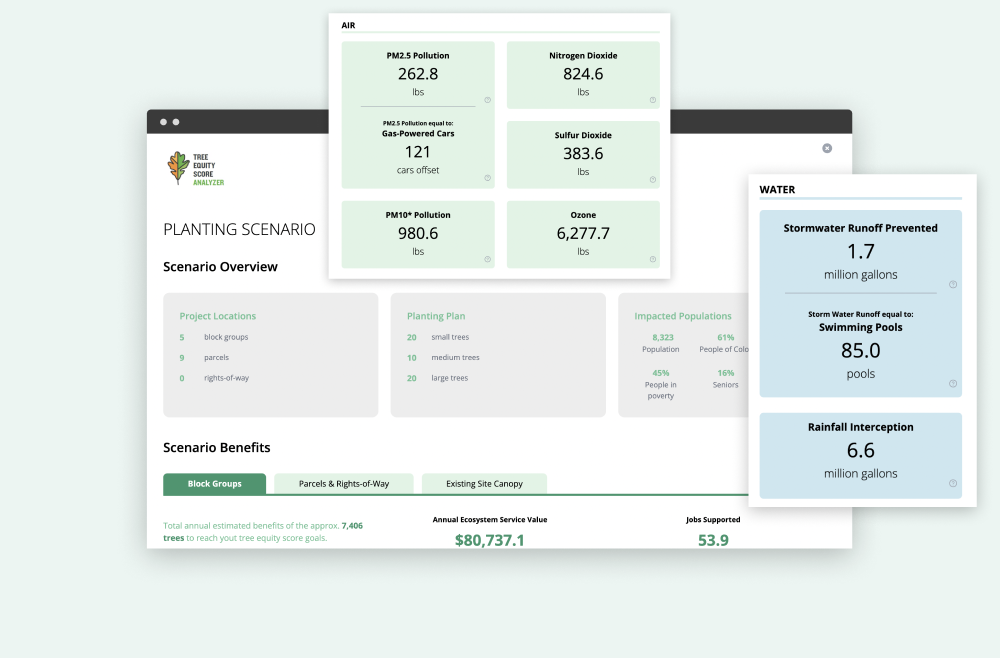 AIR
PM2.5 Pollution
262.8
lbs
PM2.5 Pollution equal to:
Gas-Powered Cars
121
cars offset
Nitrogen Dioxide
824.6
lbs
Sulfur Dioxide
383.6
lbs
PM10* Pollution
980.6
lbs
Ozone
6,277.7
lbs
TREE
EQUITY
SCORE
ANALYZER
PLANTING SCENARIO
Scenario Overview
Project Locations
5 block groups
9 parcels
0 rights-of-way
Planting Plan
20 small trees
10 medium trees
20 large trees
Impacted Populations
8,323
Population
61%
People of Colo
45%
People in
poverty
16%
Seniors
WATER
Stormwater Runoff Prevented
1.7
million gallons
Storm Water Runoff equal to:
Swimming Pools
85.0
pools
Rainfall Interception
6.6
million gallons
Scenario Benefits
Block Groups
Parcels & Rights-of-Way
Existing Site Canopy
Total annual estimated benefits of the approx. 7,406
trees to reach yout tree equity score goals.
Annual Ecosystem Service Value
$80,737.1
Jobs Supported
53.9